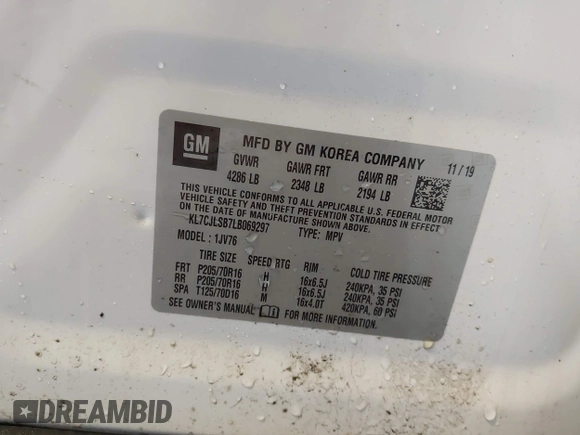 GM
MFD BY GM KOREA COMPANY 11/19
GVWR GAWR FRT GAWR RR
4286 LB 2348 LB 2194 LB
THIS VEHICLE CONFORMS TO ALL APPLICABLE U.S. FEDERAL MOTOR
VEHICLE SAFETY AND THEFT PREVENTION STANDARDS IN EFFECT
ON THE DATE OF MANUFACTURE SHOWN ABOVE.
KL7CJLSB7LB069297 TYPE: MPV
MODEL: 1JV76
TIRE SIZE SPEED RTG RIM COLD TIRE PRESSURE
FRT P205/70R16 H 16x6.5J 240KPA, 35 PSI
RR P205/70R16 H 16x6.5J 240KPA, 35 PSI
SPA T125/70D16 M 16x4.0T 420KPA, 60 PSI
SEE OWNER'S MANUAL FOR MORE INFORMATION.
DREAMBID